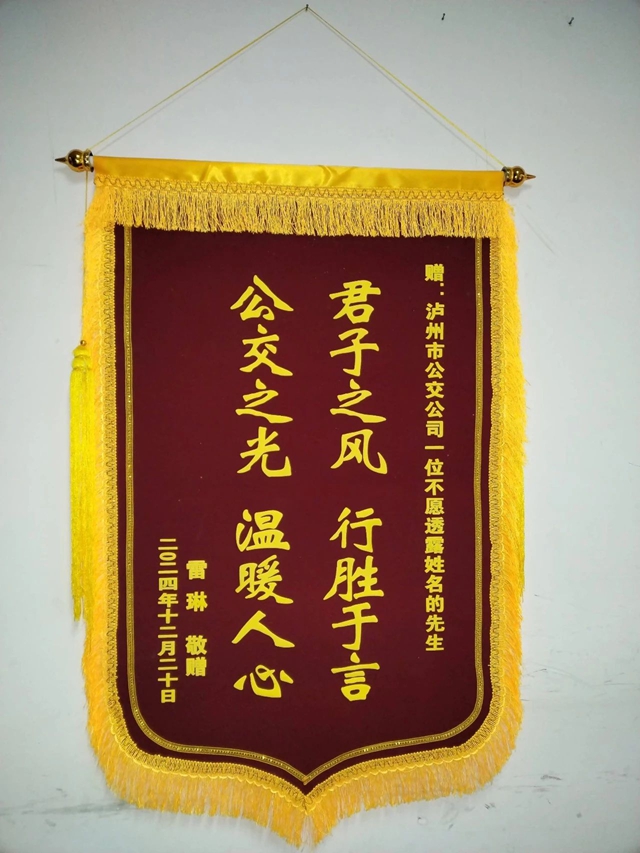 赠：泸州市公交公司一位不愿透露姓名的先生
君子之风 行胜于言
公交之光 温暖人心
雷琳 敬赠
二〇二四年十二月二十日